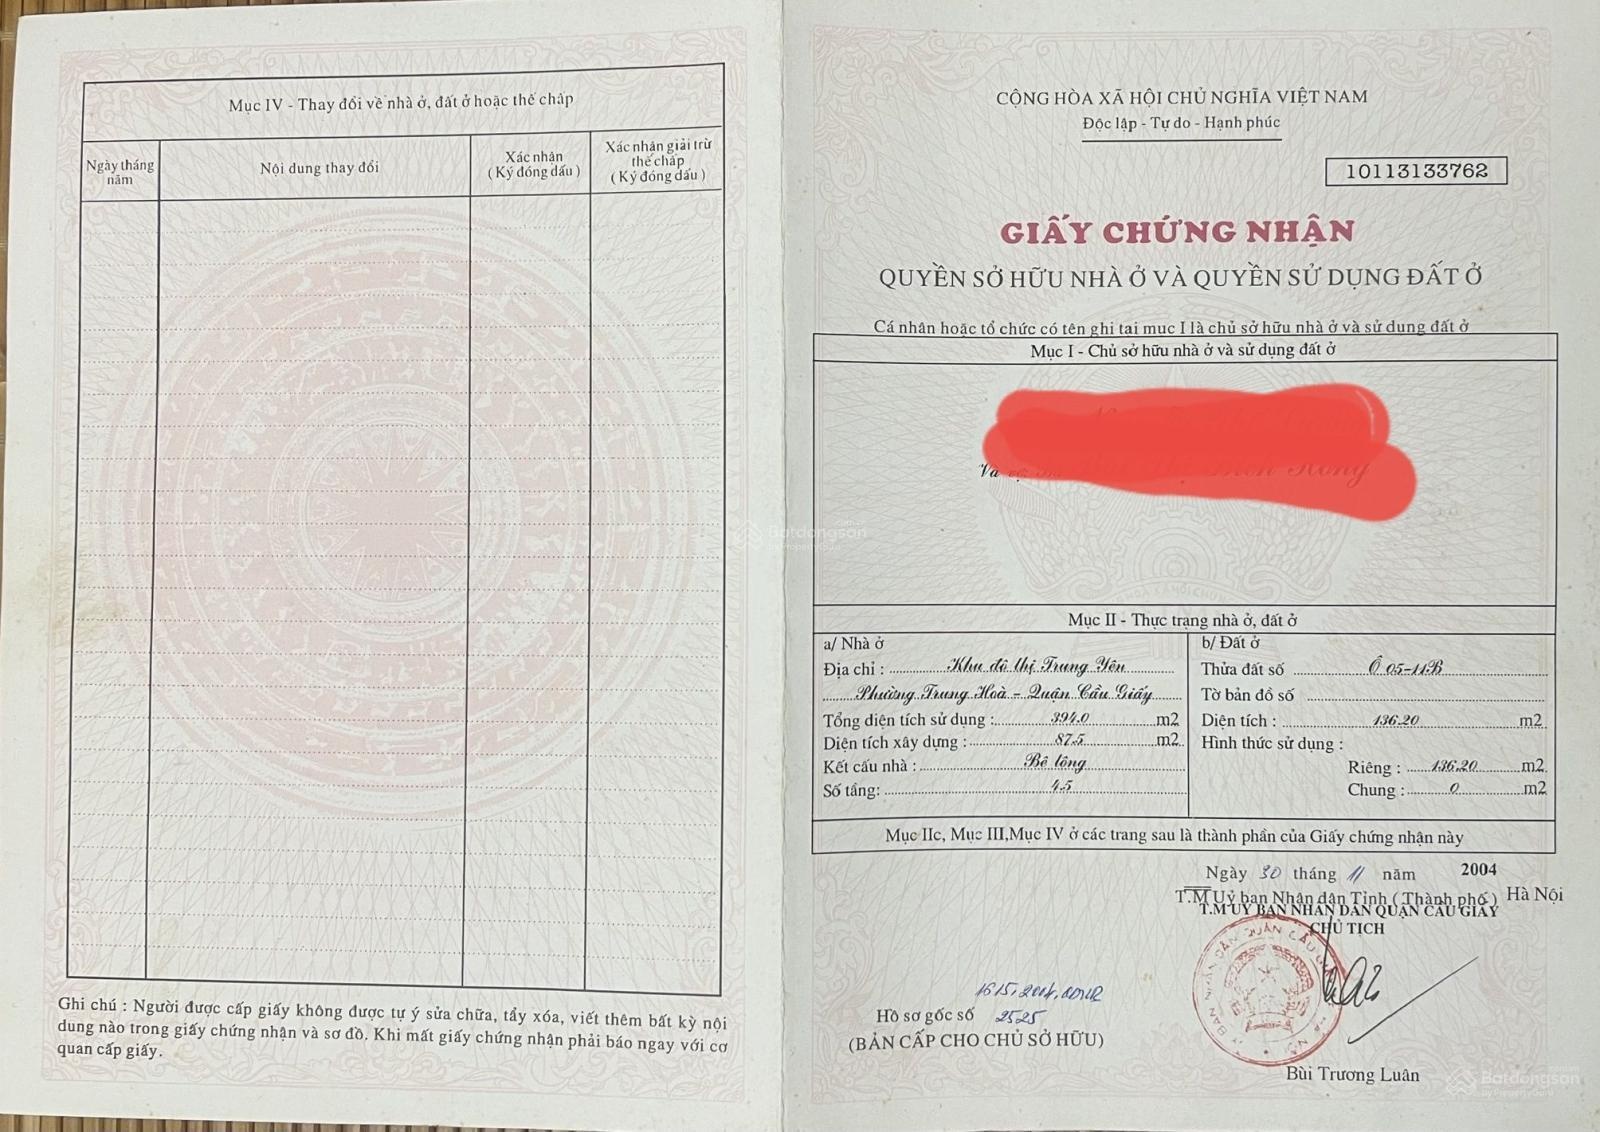 Mục IV - Thay đổi về nhà ở, đất ở hoặc thế chấp
Ngày tháng năm
Nội dung thay đổi
Xác nhận
( Ký đóng dấu )
Xác nhận giải trừ
thế chấp
( Ký đóng dấu )
Ghi chú : Người được cấp giấy không được tự ý sửa chữa, tẩy xóa, viết thêm bất kỳ nội
dung nào trong giấy chứng nhận và sơ đồ. Khi mất giấy chứng nhận phải báo ngay với cơ
quan cấp giấy.
CỘNG HÒA XÃ HỘI CHỦ NGHĨA VIỆT NAM
Độc lập - Tự do - Hạnh phúc
10113133762
GIẤY CHỨNG NHẬN
QUYỀN SỞ HỮU NHÀ Ở VÀ QUYỀN SỬ DỤNG ĐẤT Ở
Cá nhân hoặc tổ chức có tên ghi tại mục I là chủ sở hữu nhà ở và sử dụng đất ở
Mục I - Chủ sở hữu nhà ở và sử dụng đất ở
Và
Mục II - Thực trạng nhà ở, đất ở
a/ Nhà ở
Địa chỉ : Khu đô thị Trung Yên
Phường Trung Hoà - Quận Cầu Giấy
Tổng diện tích sử dụng : 394.0 m2
Diện tích xây dựng : 87.5 m2
Kết cấu nhà : Bê tông
Số tầng: 4.5
b/ Đất ở
Thửa đất số Ô 05-11B
Tờ bản đồ số
Diện tích : 136.20 m2
Hình thức sử dụng :
Riêng : 136.20 m2
Chung : 0 m2
Mục IIc, Mục III,Mục IV ở các trang sau là thành phần của Giấy chứng nhận này
Ngày 30 tháng 11 năm 2004
T.M Uỷ ban Nhân dân Tỉnh ( Thành phố ) Hà Nội
T.M UỶ BAN NHÂN DÂN QUẬN CẦU GIẤY
CHỦ TỊCH
Hồ sơ gốc số 2525
(BẢN CẤP CHO CHỦ SỞ HỮU)
Bùi Trương Luân
Batdongsan
by PropertyGuru
Batdongsan
by PropertyGuru